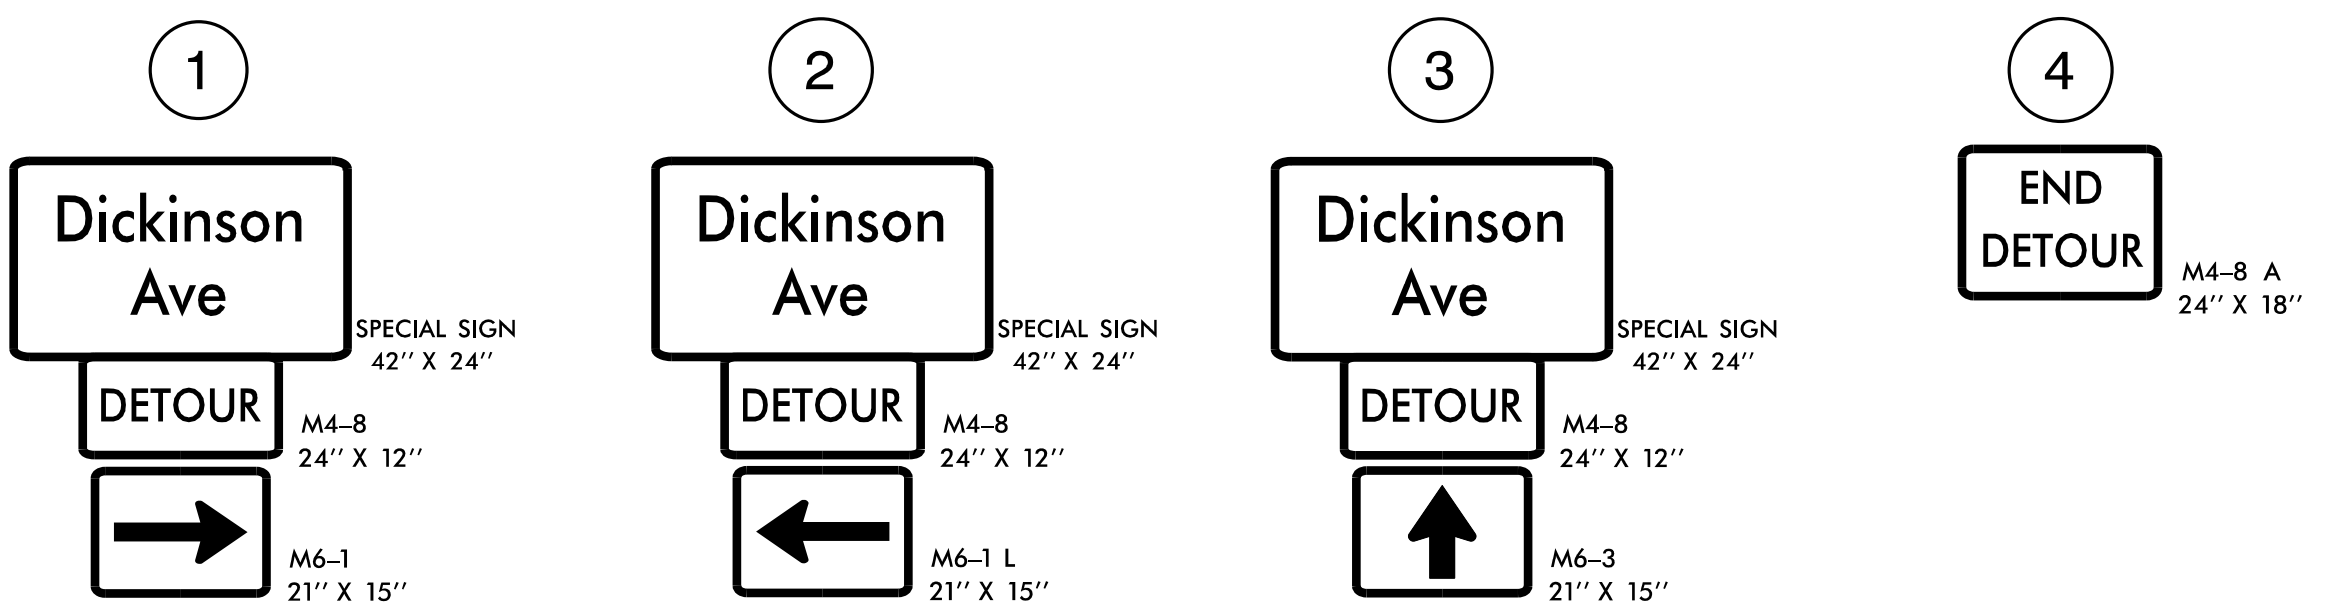 1
Dickinson
Ave
SPECIAL SIGN
42'' X 24''
DETOUR
M4–8
24'' X 12''
M6–1
21'' X 15''
2
Dickinson
Ave
SPECIAL SIGN
42'' X 24''
DETOUR
M4–8
24'' X 12''
M6–1 L
21'' X 15''
3
Dickinson
Ave
SPECIAL SIGN
42'' X 24''
DETOUR
M4–8
24'' X 12''
M6–3
21'' X 15''
4
END
DETOUR
M4–8 A
24'' X 18''